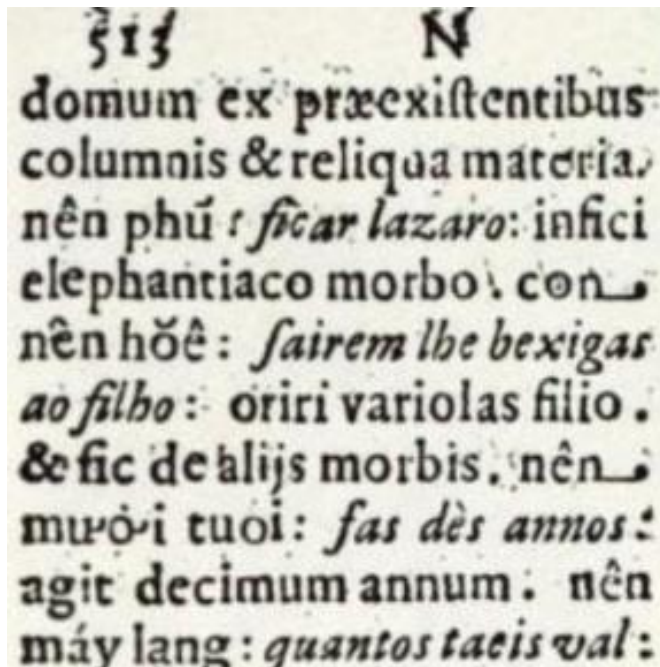 513 N
domum ex præexiſtentibus
columnis & reliqua materia.
nên phũ : ficar lazaro: infici
elephantiaco morbo . con
nên hŏê : ſairem lhe bexigas
ao filho : oriri variolas filio .
& ſic de alijs morbis . nên
mười tuoi : fas dès annos :
agit decimum annum . nên
máy lang : quantos taeis val :